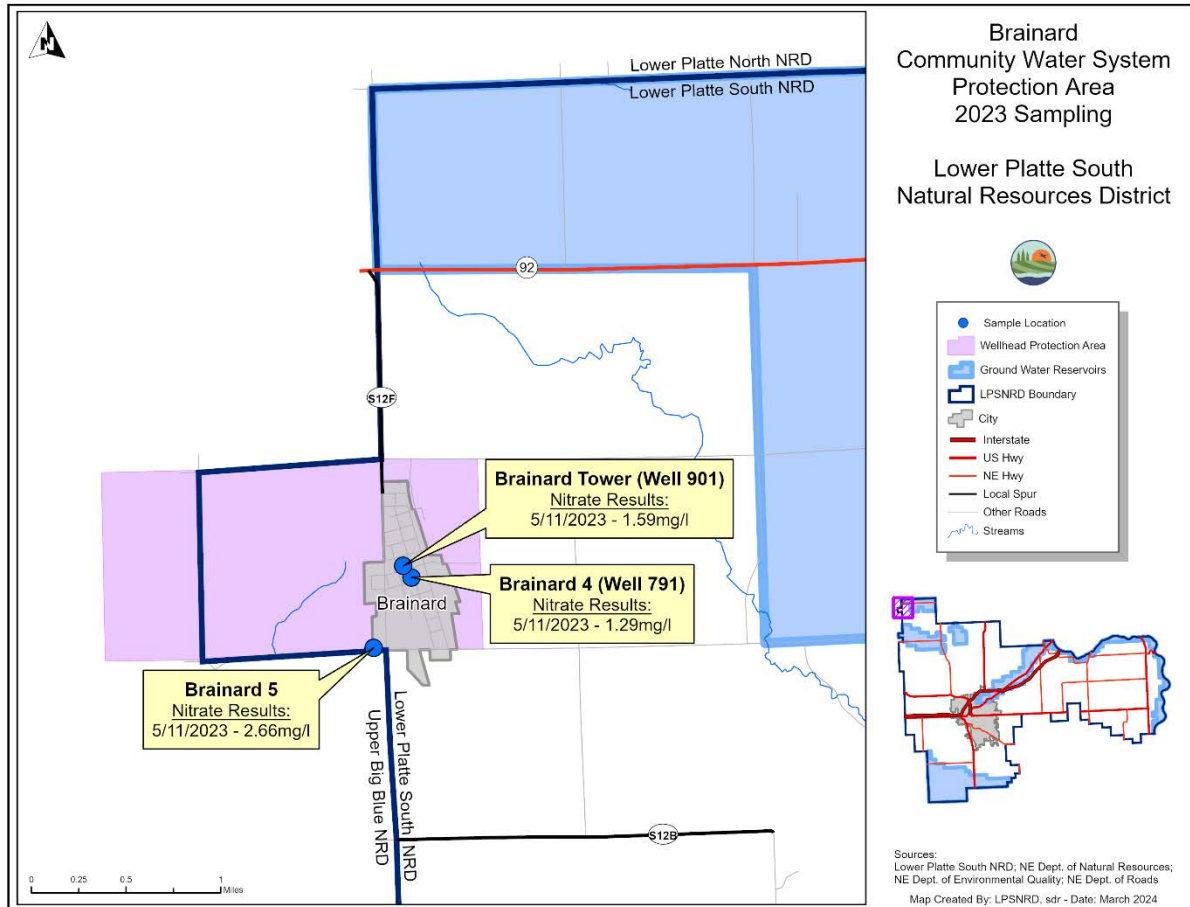 Brainard
Community Water System
Protection Area
2023 Sampling
Lower Platte South
Natural Resources District
N
Lower Platte North NRD
Lower Platte South NRD
92
S12F
Brainard Tower (Well 901)
Nitrate Results:
5/11/2023 - 1.59mg/l
Brainard 4 (Well 791)
Nitrate Results:
5/11/2023 - 1.29mg/l
Brainard
Brainard 5
Nitrate Results:
5/11/2023 - 2.66mg/l
Lower Platte South NRD
Upper Big Blue NRD
S12B
0 0.25 0.5 1
Miles
Sample Location
Wellhead Protection Area
Ground Water Reservoirs
LPSNRD Boundary
City
Interstate
US Hwy
NE Hwy
Local Spur
Other Roads
Streams
Sources:
Lower Platte South NRD; NE Dept. of Natural Resources;
NE Dept. of Environmental Quality; NE Dept. of Roads
Map Created By: LPSNRD, sdr - Date: March 2024